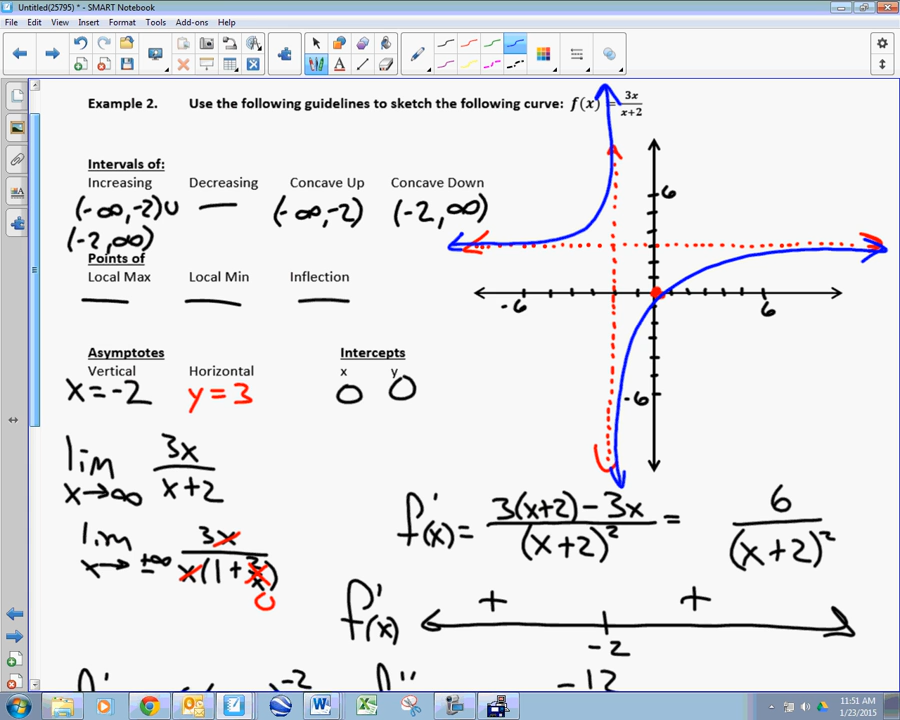 Untitled(25795) * - SMART Notebook
File Edit View Insert Format Tools Add-ons Help
Example 2. Use the following guidelines to sketch the following curve: f(x) = 3x/(x+2)
Intervals of:
Increasing Decreasing Concave Up Concave Down
(-∞,-2)∪ — (-∞,-2) (-2,∞)
(-2,∞)
Points of
Local Max Local Min Inflection
— — —
Asymptotes Intercepts
Vertical Horizontal x y
x=-2 y=3 0 0
6
-6 6
-6
lim x→∞ 3x/(x+2)
lim x→±∞ 3x/(x(1+2/x))
0
f'(x)= (3(x+2)-3x)/(x+2)² = 6/(x+2)²
+ +
f'(x)
-2
-2 f'' -12
11:51 AM
1/23/2015